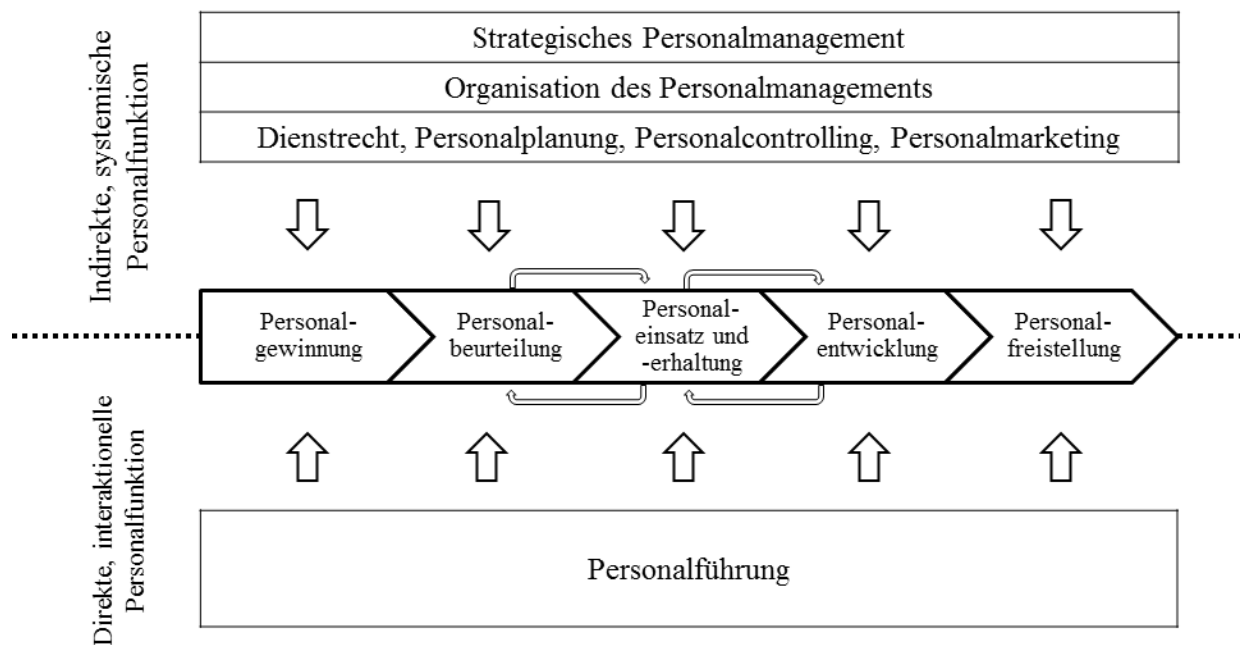 Indirekte, systemische
Personalfunktion
Strategisches Personalmanagement
Organisation des Personalmanagements
Dienstrecht, Personalplanung, Personalcontrolling, Personalmarketing
Personal-
gewinnung
Personal-
beurteilung
Personal-
einsatz und
-erhaltung
Personal-
entwicklung
Personal-
freistellung
Direkte, interaktionelle
Personalfunktion
Personalführung